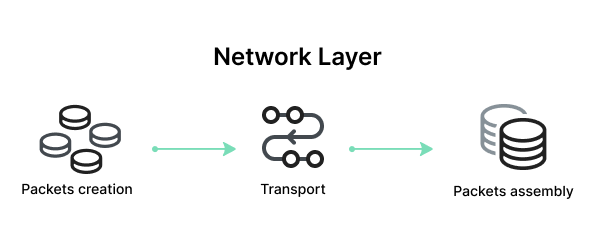 Network Layer
Packets creation
Transport
Packets assembly